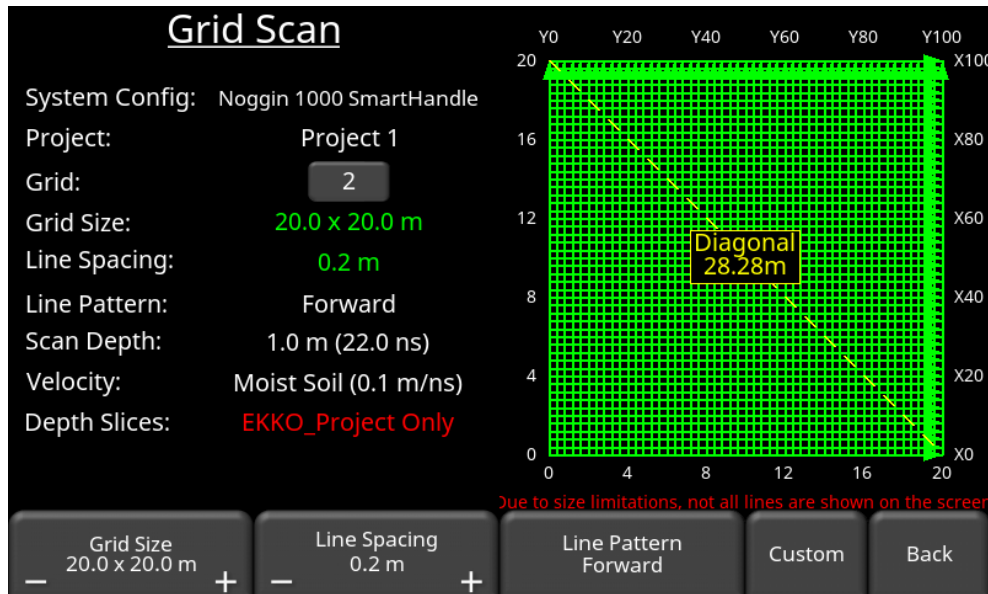 Grid Scan
System Config: Noggin 1000 SmartHandle
Project: Project 1
Grid: 2
Grid Size: 20.0 x 20.0 m
Line Spacing: 0.2 m
Line Pattern: Forward
Scan Depth: 1.0 m (22.0 ns)
Velocity: Moist Soil (0.1 m/ns)
Depth Slices: EKKO_Project Only
Y0 Y20 Y40 Y60 Y80 Y100
20 X100
16 X80
12 X60
Diagonal
28.28m
8 X40
4 X20
0 X0
0 4 8 12 16 20
Due to size limitations, not all lines are shown on the screen
Grid Size
− 20.0 x 20.0 m +
Line Spacing
− 0.2 m +
Line Pattern
Forward
Custom
Back